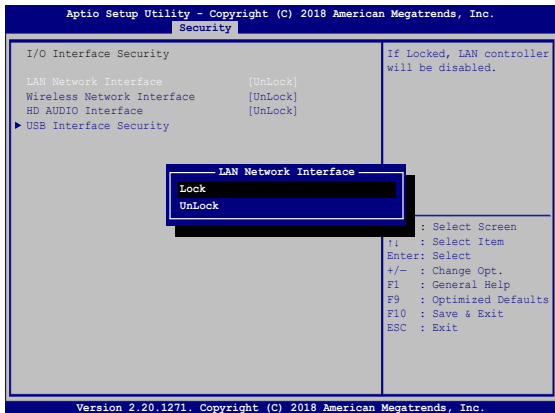 Aptio Setup Utility – Copyright (C) 2018 American Megatrends, Inc.
Security
I/O Interface Security
LAN Network Interface [UnLock]
Wireless Network Interface [UnLock]
HD AUDIO Interface [UnLock]
USB Interface Security
If Locked, LAN controller
will be disabled.
LAN Network Interface
Lock
UnLock
: Select Screen
↑↓ : Select Item
Enter: Select
+/— : Change Opt.
F1 : General Help
F9 : Optimized Defaults
F10 : Save & Exit
ESC : Exit
Version 2.20.1271. Copyright (C) 2018 American Megatrends, Inc.